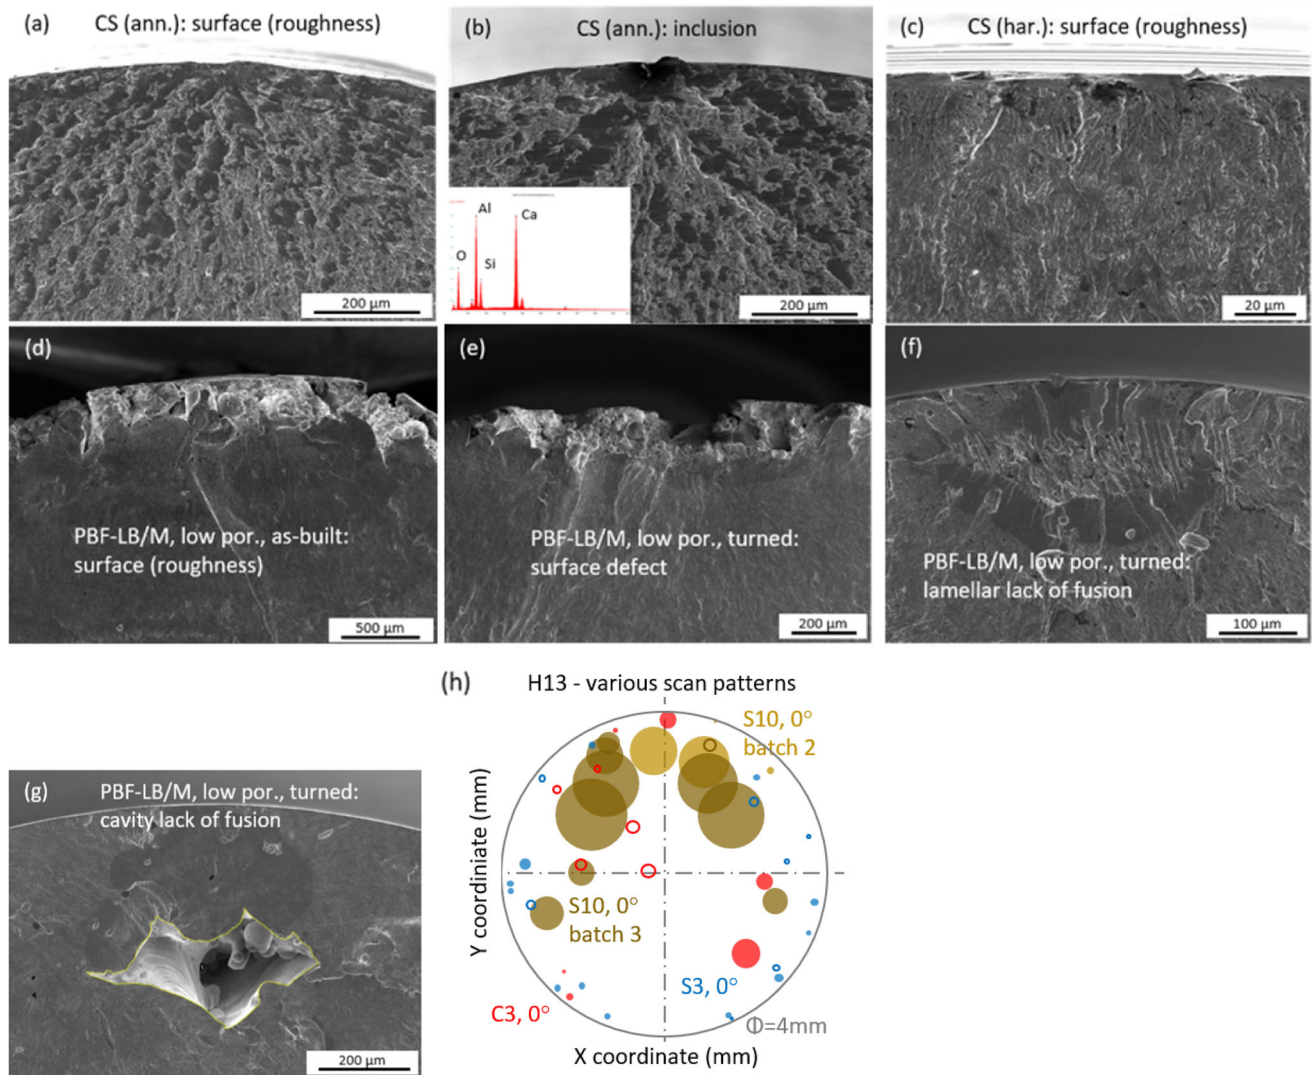 (a)
CS (ann.): surface (roughness)
200 µm
(b)
CS (ann.): inclusion
Al
Ca
O
Si
200 µm
(c)
CS (har.): surface (roughness)
20 µm
(d)
PBF-LB/M, low por., as-built:
surface (roughness)
500 µm
(e)
PBF-LB/M, low por., turned:
surface defect
200 µm
(f)
PBF-LB/M, low por., turned:
lamellar lack of fusion
100 µm
(g)
PBF-LB/M, low por., turned:
cavity lack of fusion
200 µm
(h)
H13 - various scan patterns
S10, 0°
batch 2
Y coordiniate (mm)
S10, 0°
batch 3
S3, 0°
C3, 0°
Φ=4mm
X coordinate (mm)